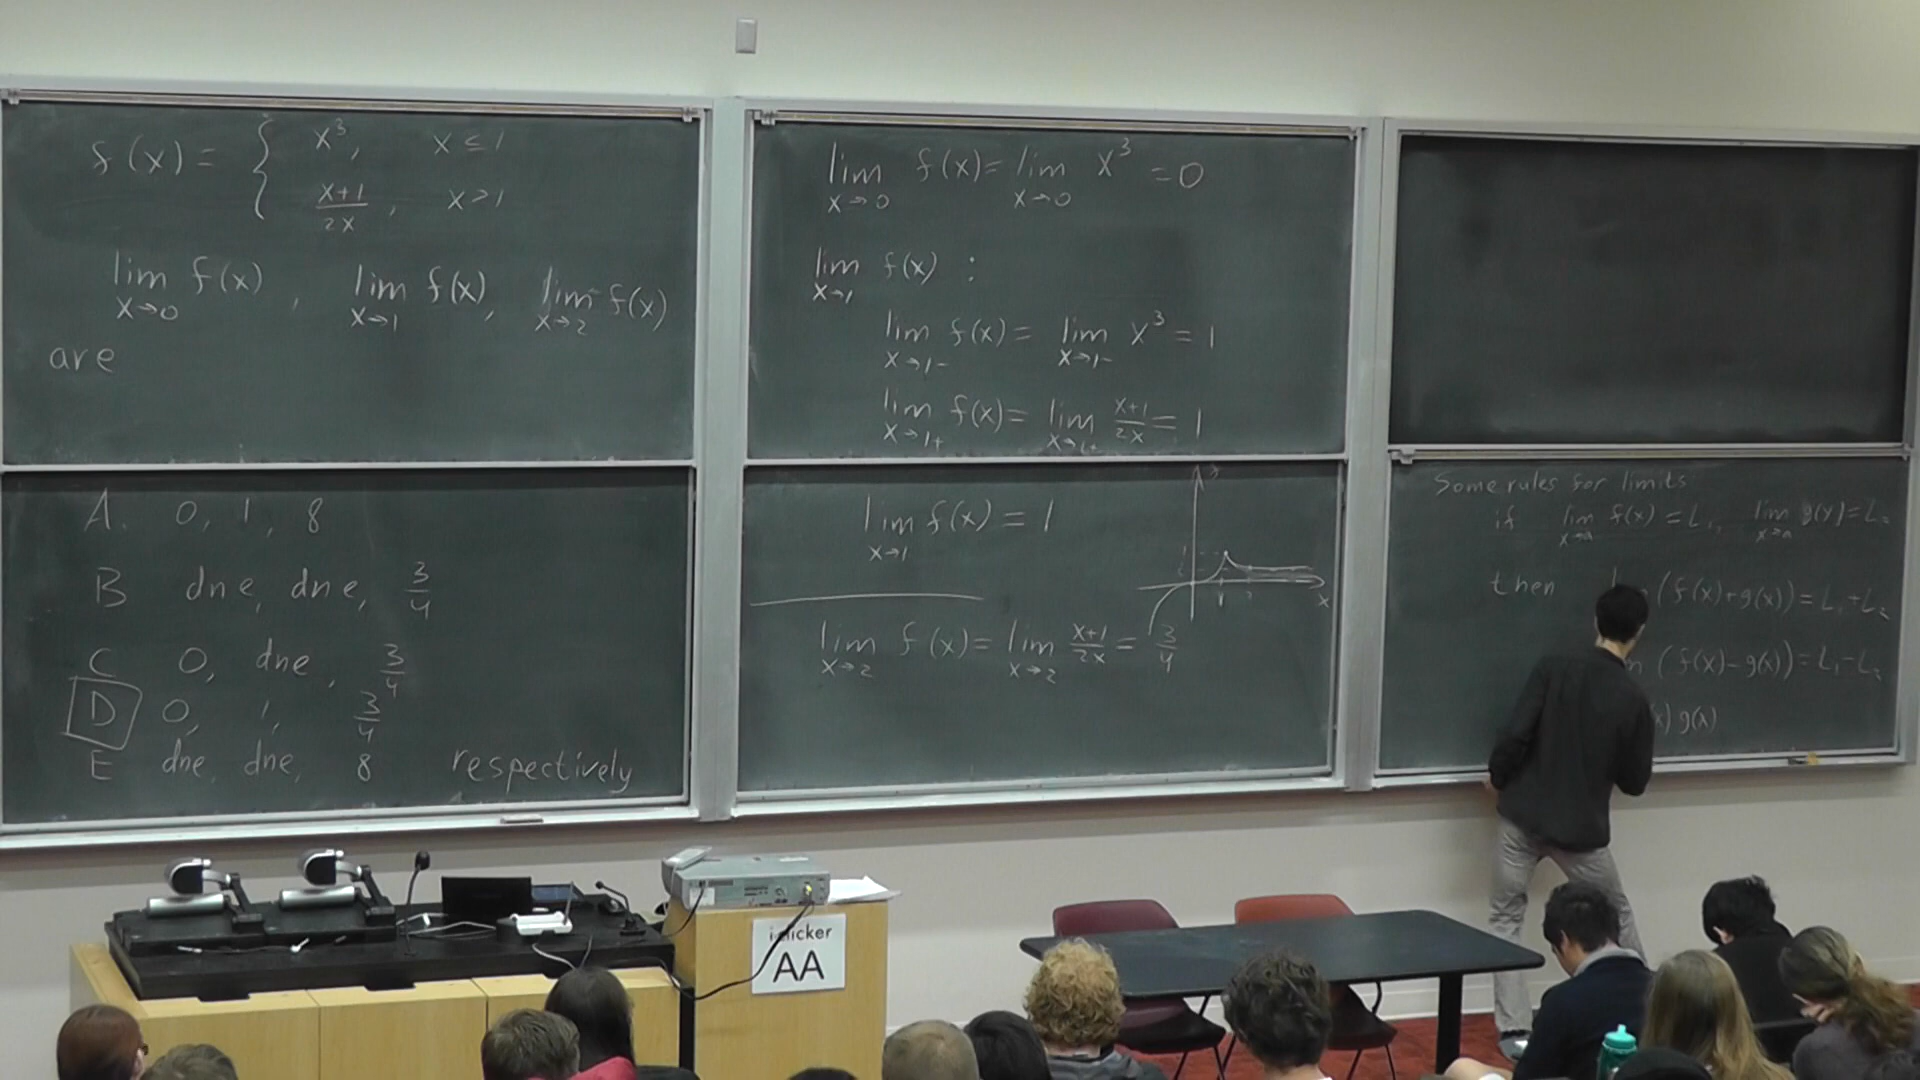 f(x) = { x³, x ≤ 1
x+1/2x, x>1
lim x→0 f(x), lim x→1 f(x), lim x→2 f(x)
are
A. 0, 1, 8
B dne, dne, 3/4
C 0, dne, 3/4
D 0, 1, 3/4
E dne, dne, 8 respectively
lim x→0 f(x) = lim x→0 x³ = 0
lim x→1 f(x) :
lim x→1- f(x) = lim x→1- x³ = 1
lim x→1+ f(x) = lim x→1+ x+1/2x = 1
lim x→1 f(x) = 1
1
1
x
lim x→2 f(x) = lim x→2 x+1/2x = 3/4
Some rules for limits
if lim x→a f(x) = L₁, lim x→a g(x) = L₂
then (f(x)+g(x)) = L₁+L₂
(f(x)-g(x)) = L₁-L₂
g(x)
i>clicker
AA